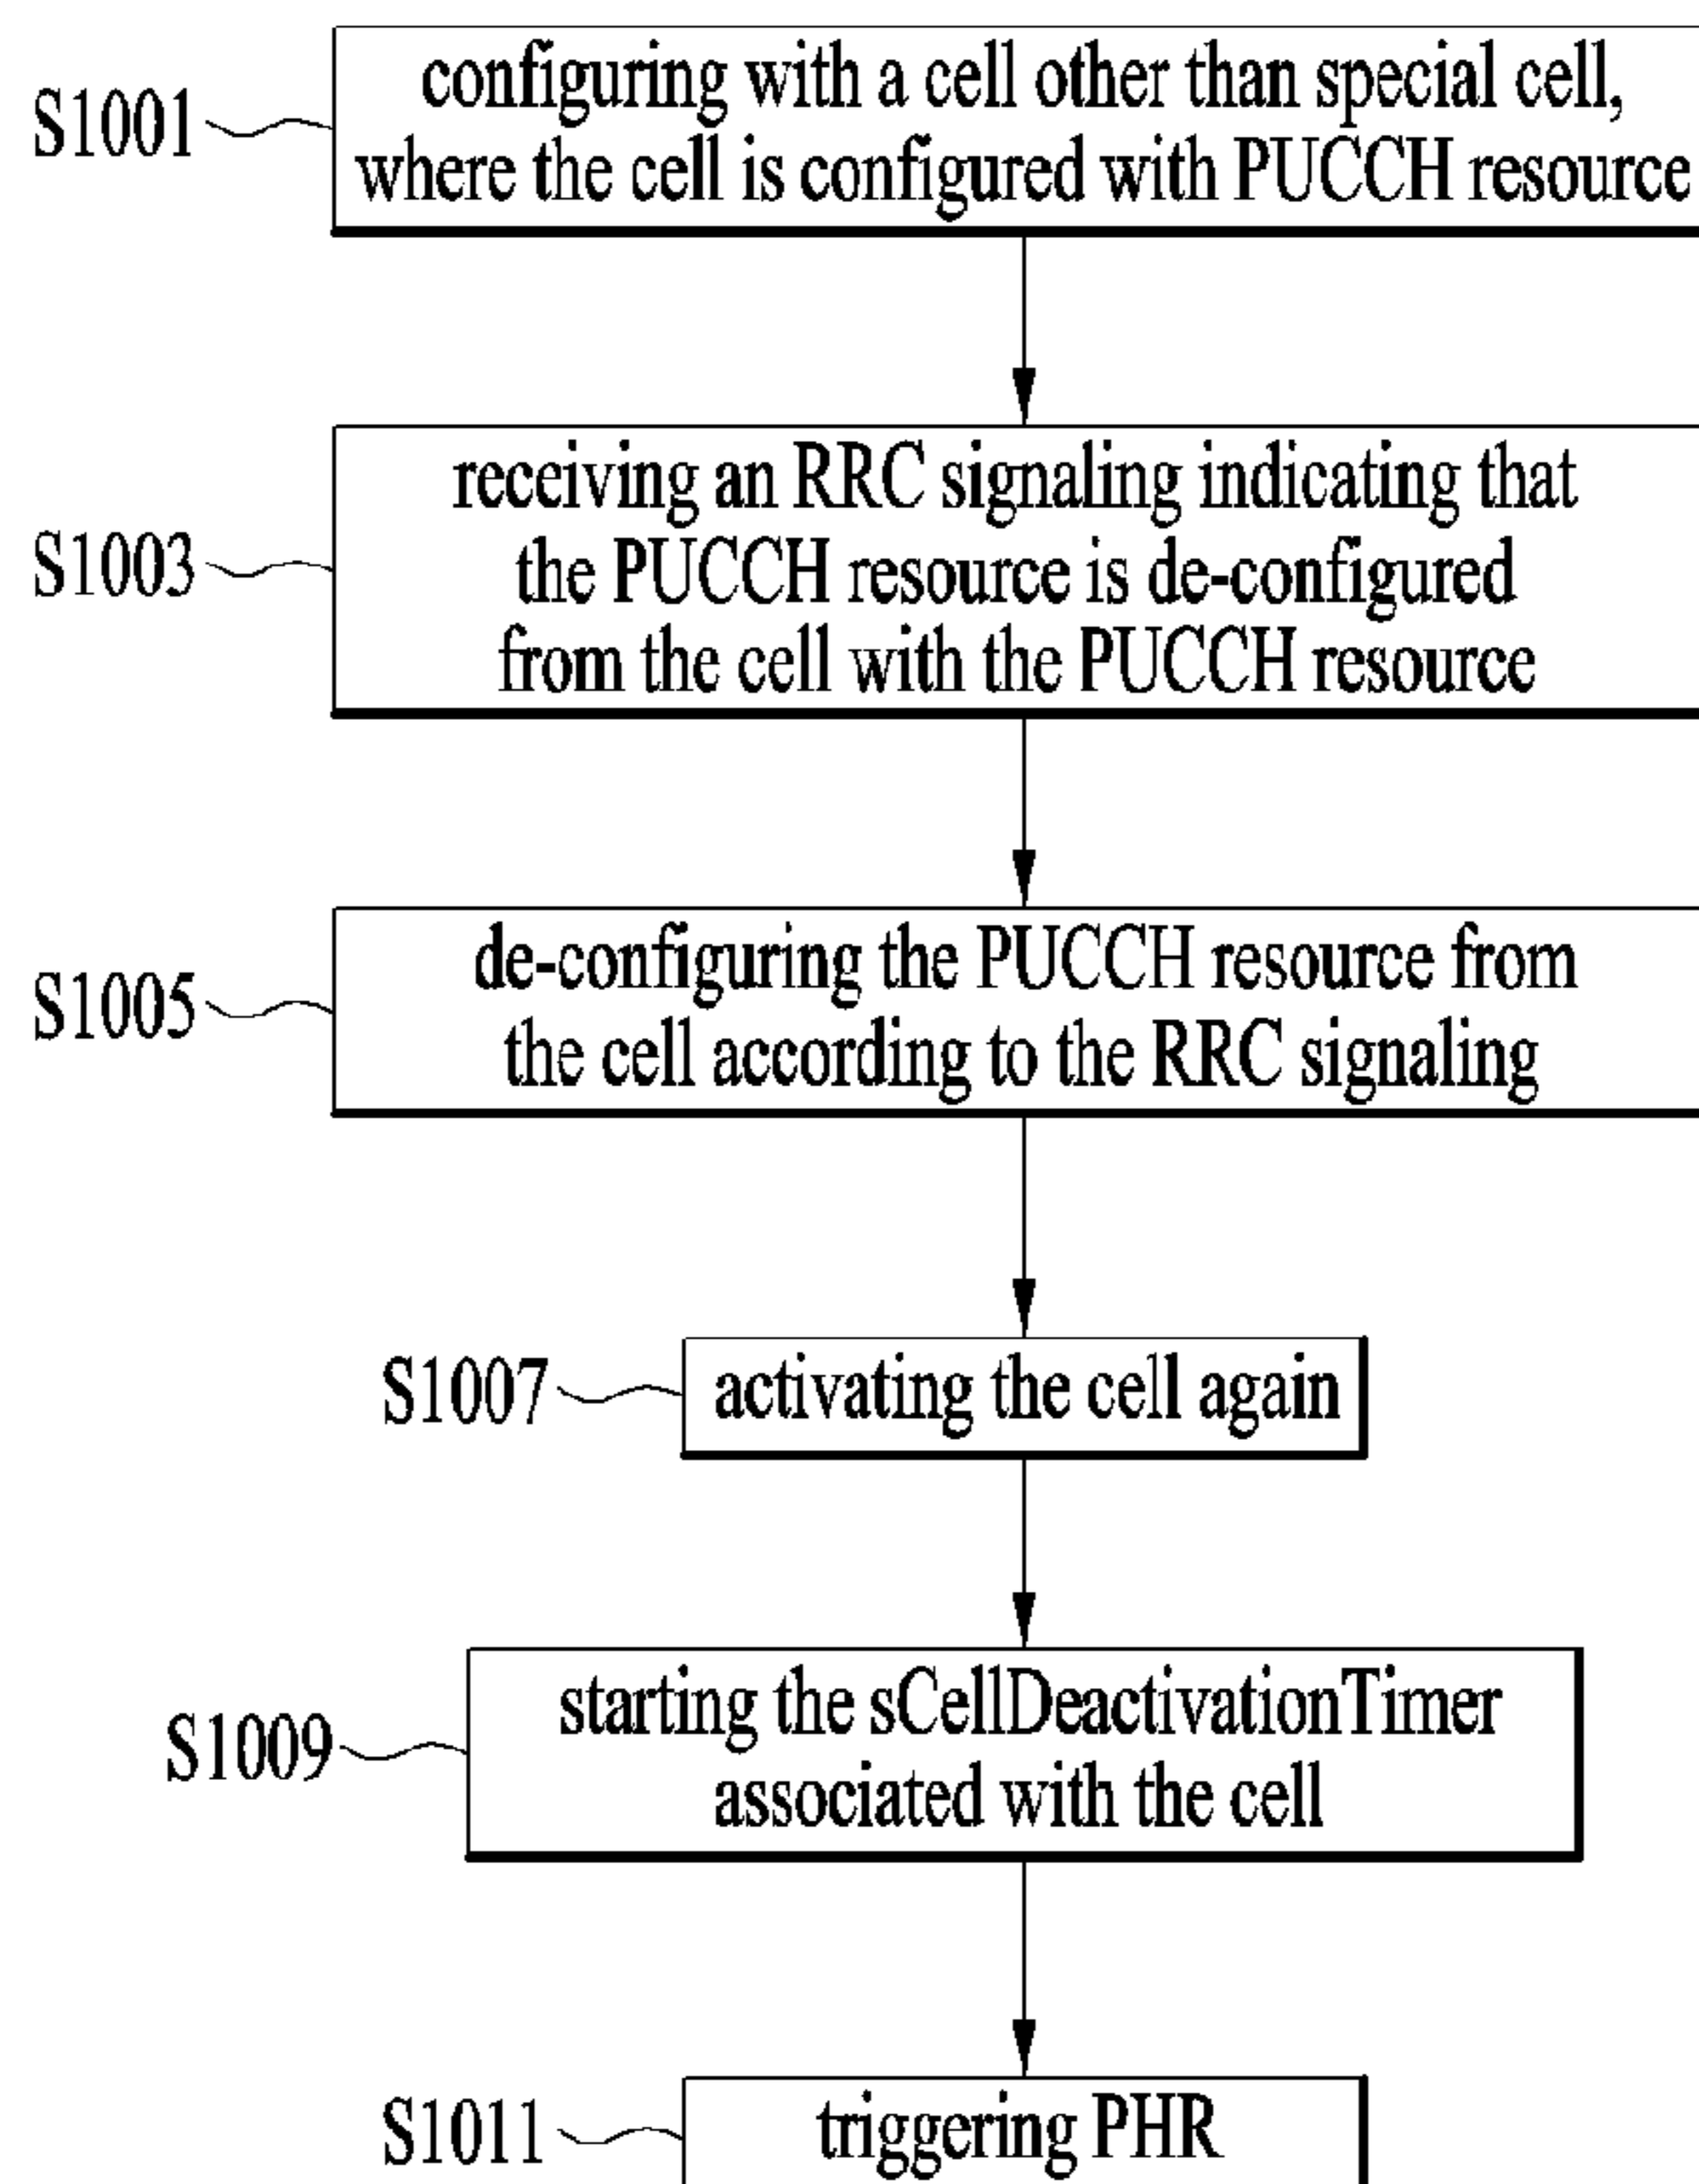 S1001
configuring with a cell other than special cell,
where the cell is configured with PUCCH resource
S1003
receiving an RRC signaling indicating that
the PUCCH resource is de-configured
from the cell with the PUCCH resource
S1005
de-configuring the PUCCH resource from
the cell according to the RRC signaling
S1007
activating the cell again
S1009
starting the sCellDeactivationTimer
associated with the cell
S1011
triggering PHR